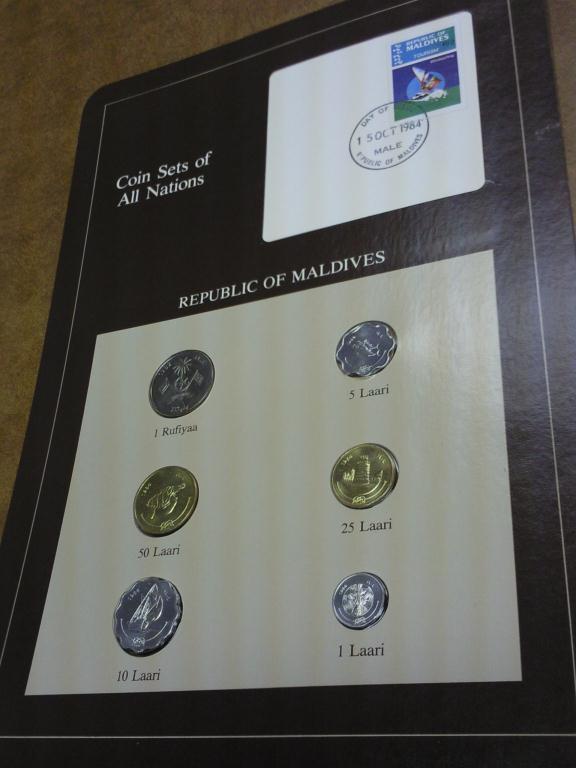 REPUBLIC OF
MALDIVES
TOURISM
DAY OF
15 OCT 1984
MALE
REPUBLIC OF MALDIVES
Coin Sets of
All Nations
REPUBLIC OF MALDIVES
5 Laari
1 Rufiyaa
25 Laari
50 Laari
1 Laari
10 Laari